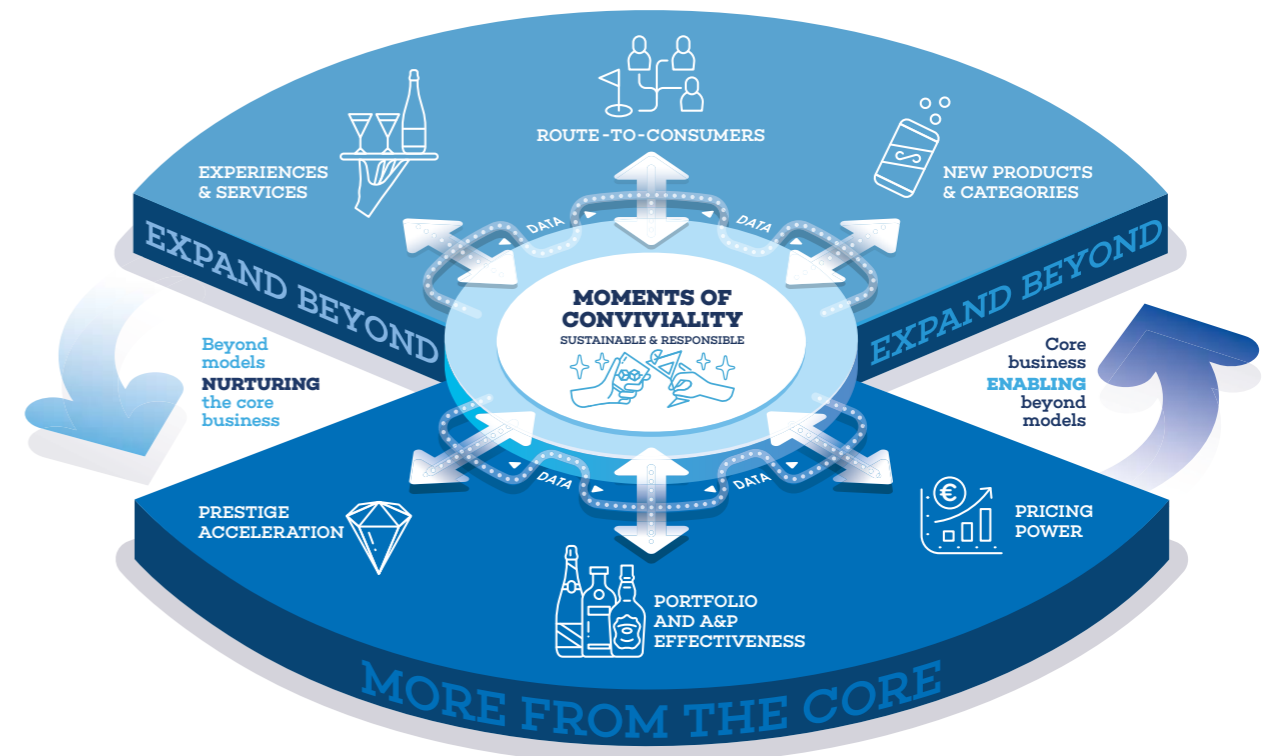 ROUTE-TO-CONSUMERS
EXPERIENCES
& SERVICES
NEW PRODUCTS
& CATEGORIES
DATA
DATA
EXPAND BEYOND
EXPAND BEYOND
MOMENTS OF
CONVIVIALITY
SUSTAINABLE & RESPONSIBLE
Beyond
models
NURTURING
the core
business
Core
business
ENABLING
beyond
models
DATA
DATA
PRESTIGE
ACCELERATION
€
PRICING
POWER
PORTFOLIO
AND A&P
EFFECTIVENESS
MORE FROM THE CORE